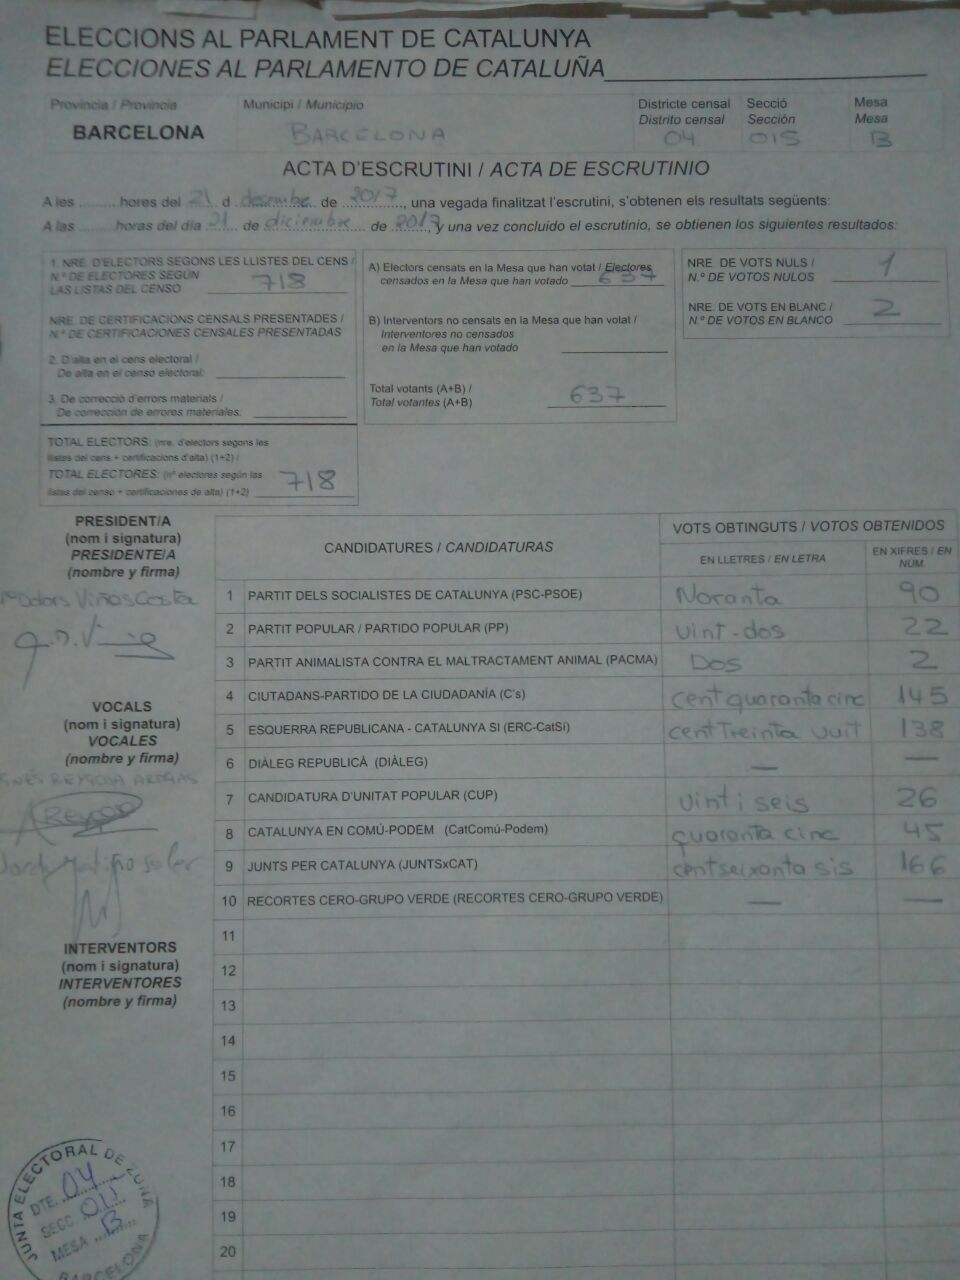 ELECCIONS AL PARLAMENT DE CATALUNYA
ELECCIONES AL PARLAMENTO DE CATALUÑA
Provincia / Provincia
BARCELONA
Municipi / Municipio
BARCELONA
Districte censal
Distrito censal
04
Secció
Sección
015
Mesa
Mesa
B
ACTA D'ESCRUTINI / ACTA DE ESCRUTINIO
A les ........ hores del 21 d desembre de 2017, una vegada finalitzat l'escrutini, s'obtenen els resultats següents:
A las ........ horas del día 21 de diciembre de 2017, y una vez concluido el escrutinio, se obtienen los siguientes resultados:
1. NRE. D'ELECTORS SEGONS LES LLISTES DEL CENS /
N.º DE ELECTORES SEGÚN
LAS LISTAS DEL CENSO 718
NRE. DE CERTIFICACIONS CENSALS PRESENTADES /
N.º DE CERTIFICACIONES CENSALES PRESENTADAS
2. D'alta en el cens electoral /
De alta en el censo electoral:
3. De correcció d'errors materials /
De corrección de errores materiales:
TOTAL ELECTORS: (nre. d'electors segons les
llistes del cens + certificacions d'alta) (1+2) /
TOTAL ELECTORES: (nº electores según las
listas del censo + certificaciones de alta) (1+2) 718
A) Electors censats en la Mesa que han votat / Electores
censados en la Mesa que han votado 637
B) Interventors no censats en la Mesa que han votat /
Interventores no censados
en la Mesa que han votado
Total votants (A+B) /
Total votantes (A+B) 637
NRE. DE VOTS NULS /
N.º DE VOTOS NULOS 1
NRE. DE VOTS EN BLANC /
N.º DE VOTOS EN BLANCO 2
PRESIDENT/A
(nom i signatura)
PRESIDENTE/A
(nombre y firma)
Mª Dolors Viñas Costa
VOCALS
(nom i signatura)
VOCALES
(nombre y firma)
INTERVENTORS
(nom i signatura)
INTERVENTORES
(nombre y firma)
CANDIDATURES / CANDIDATURAS
VOTS OBTINGUTS / VOTOS OBTENIDOS
EN LLETRES / EN LETRA
EN XIFRES / EN NÚM.
1 PARTIT DELS SOCIALISTES DE CATALUNYA (PSC-PSOE) Noranta 90
2 PARTIT POPULAR / PARTIDO POPULAR (PP) vint-dos 22
3 PARTIT ANIMALISTA CONTRA EL MALTRACTAMENT ANIMAL (PACMA) Dos 2
4 CIUTADANS-PARTIDO DE LA CIUDADANÍA (C's) cent quaranta cinc 145
5 ESQUERRA REPUBLICANA - CATALUNYA SI (ERC-CatSí) cent Treinta vuit 138
6 DIÀLEG REPUBLICÀ (DIÀLEG) — —
7 CANDIDATURA D'UNITAT POPULAR (CUP) vint i seis 26
8 CATALUNYA EN COMÚ-PODEM (CatComú-Podem) quaranta cinc 45
9 JUNTS PER CATALUNYA (JUNTSxCAT) cent seixanta sis 166
10 RECORTES CERO-GRUPO VERDE (RECORTES CERO-GRUPO VERDE) — —
11
12
13
14
15
16
17
18
19
20
JUNTA ELECTORAL DE ZONA
DTE. 04
SECC.
MESA B
BARCELONA